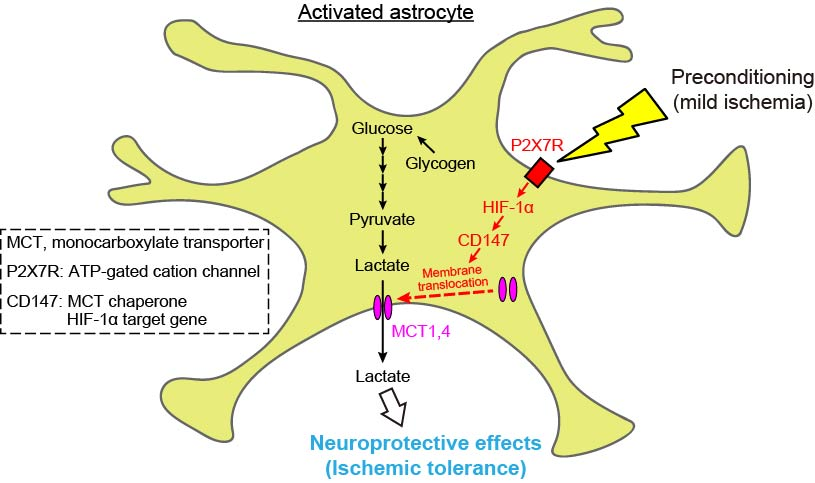 Activated astrocyte
Preconditioning
(mild ischemia)
P2X7R
Glucose
Glycogen
HIF-1α
Pyruvate
CD147
MCT, monocarboxylate transporter
P2X7R: ATP-gated cation channel
CD147: MCT chaperone
HIF-1α target gene
Lactate
Membrane
translocation
MCT1,4
Lactate
Neuroprotective effects
(Ischemic tolerance)